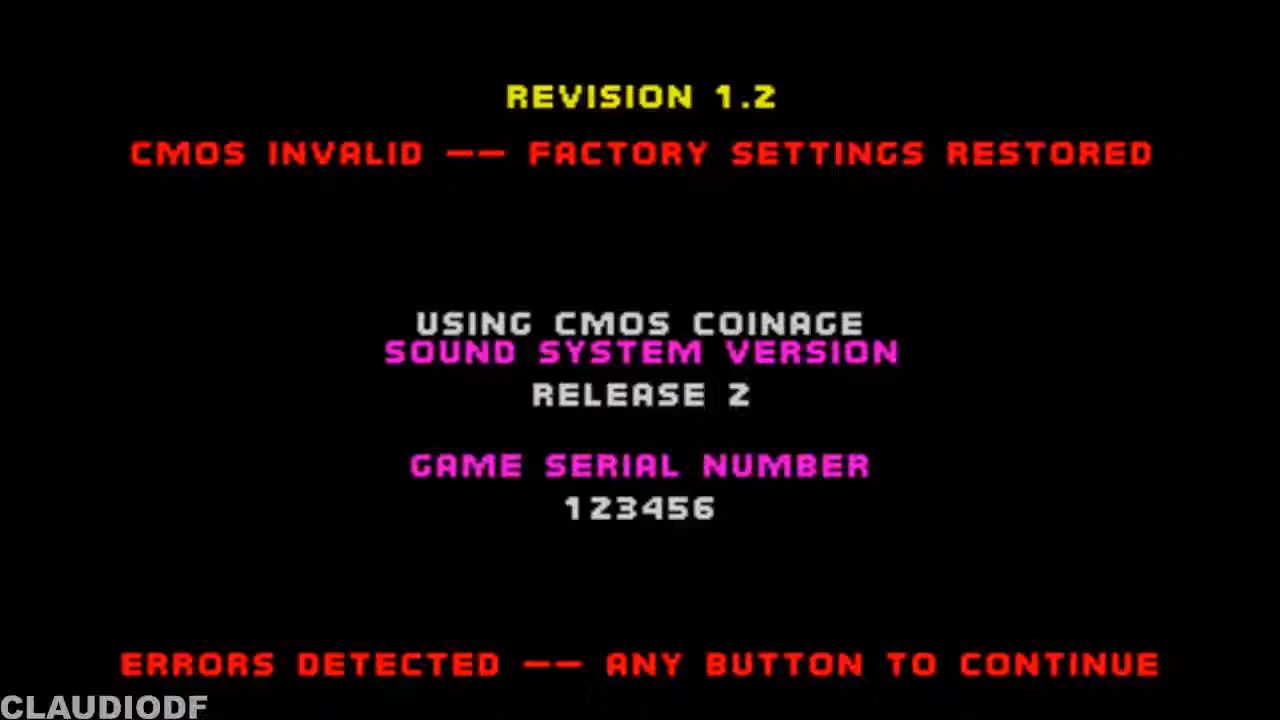 REVISION 1.2
CMOS INVALID -- FACTORY SETTINGS RESTORED
USING CMOS COINAGE
SOUND SYSTEM VERSION
RELEASE 2
GAME SERIAL NUMBER
123456
ERRORS DETECTED -- ANY BUTTON TO CONTINUE
CLAUDIODF